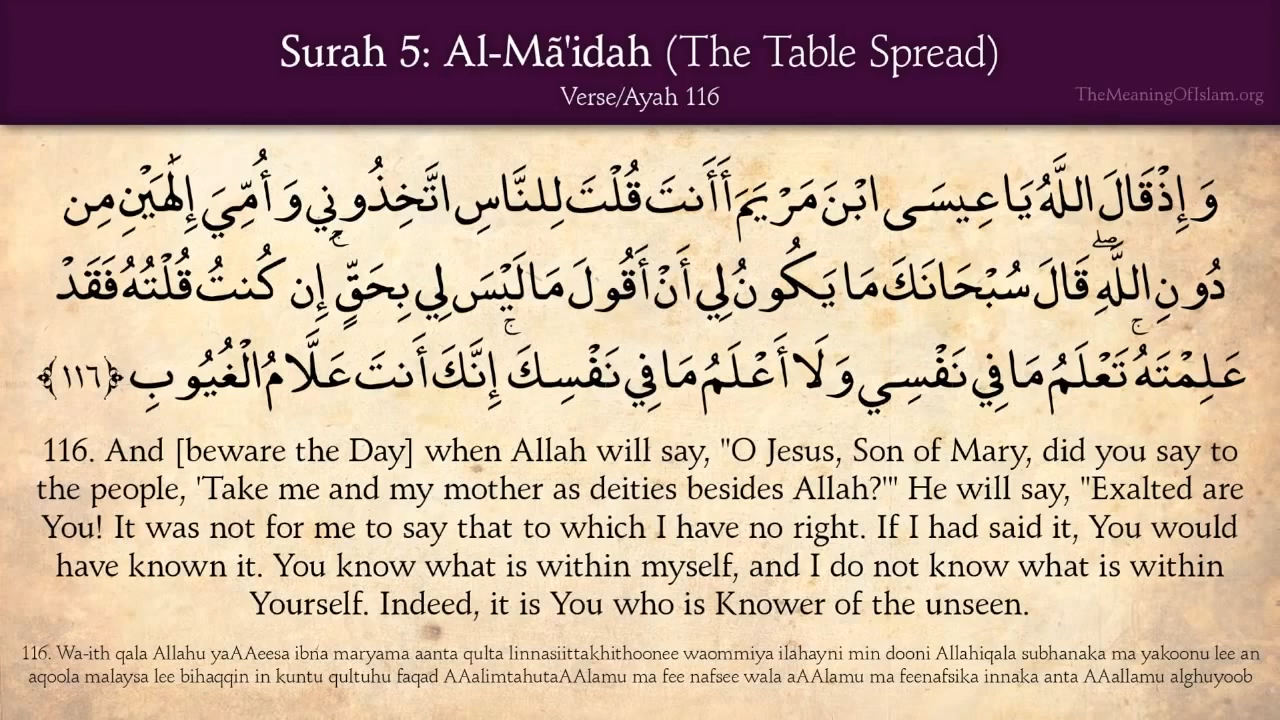 Surah 5: Al-Mã'idah (The Table Spread)
Verse/Ayah 116
TheMeaningOfIslam.org
وَإِذْ قَالَ اللَّهُ يَا عِيسَى ابْنَ مَرْيَمَ أَأَنتَ قُلْتَ لِلنَّاسِ اتَّخِذُونِي وَأُمِّيَ إِلَٰهَيْنِ مِن
دُونِ اللَّهِ ۖ قَالَ سُبْحَانَكَ مَا يَكُونُ لِي أَنْ أَقُولَ مَا لَيْسَ لِي بِحَقٍّ ۚ إِن كُنتُ قُلْتُهُ فَقَدْ
عَلِمْتَهُ ۚ تَعْلَمُ مَا فِي نَفْسِي وَلَا أَعْلَمُ مَا فِي نَفْسِكَ ۚ إِنَّكَ أَنتَ عَلَّامُ الْغُيُوبِ ﴿١١٦﴾
116. And [beware the Day] when Allah will say, "O Jesus, Son of Mary, did you say to
the people, 'Take me and my mother as deities besides Allah?'" He will say, "Exalted are
You! It was not for me to say that to which I have no right. If I had said it, You would
have known it. You know what is within myself, and I do not know what is within
Yourself. Indeed, it is You who is Knower of the unseen.
116. Wa-ith qala Allahu yaAAeesa ibna maryama aanta qulta linnasiittakhithoonee waommiya ilahayni min dooni Allahiqala subhanaka ma yakoonu lee an
aqoola malaysa lee bihaqqin in kuntu qultuhu faqad AAalimtahutaAAlamu ma fee nafsee wala aAAlamu ma feenafsika innaka anta AAallamu alghuyoob